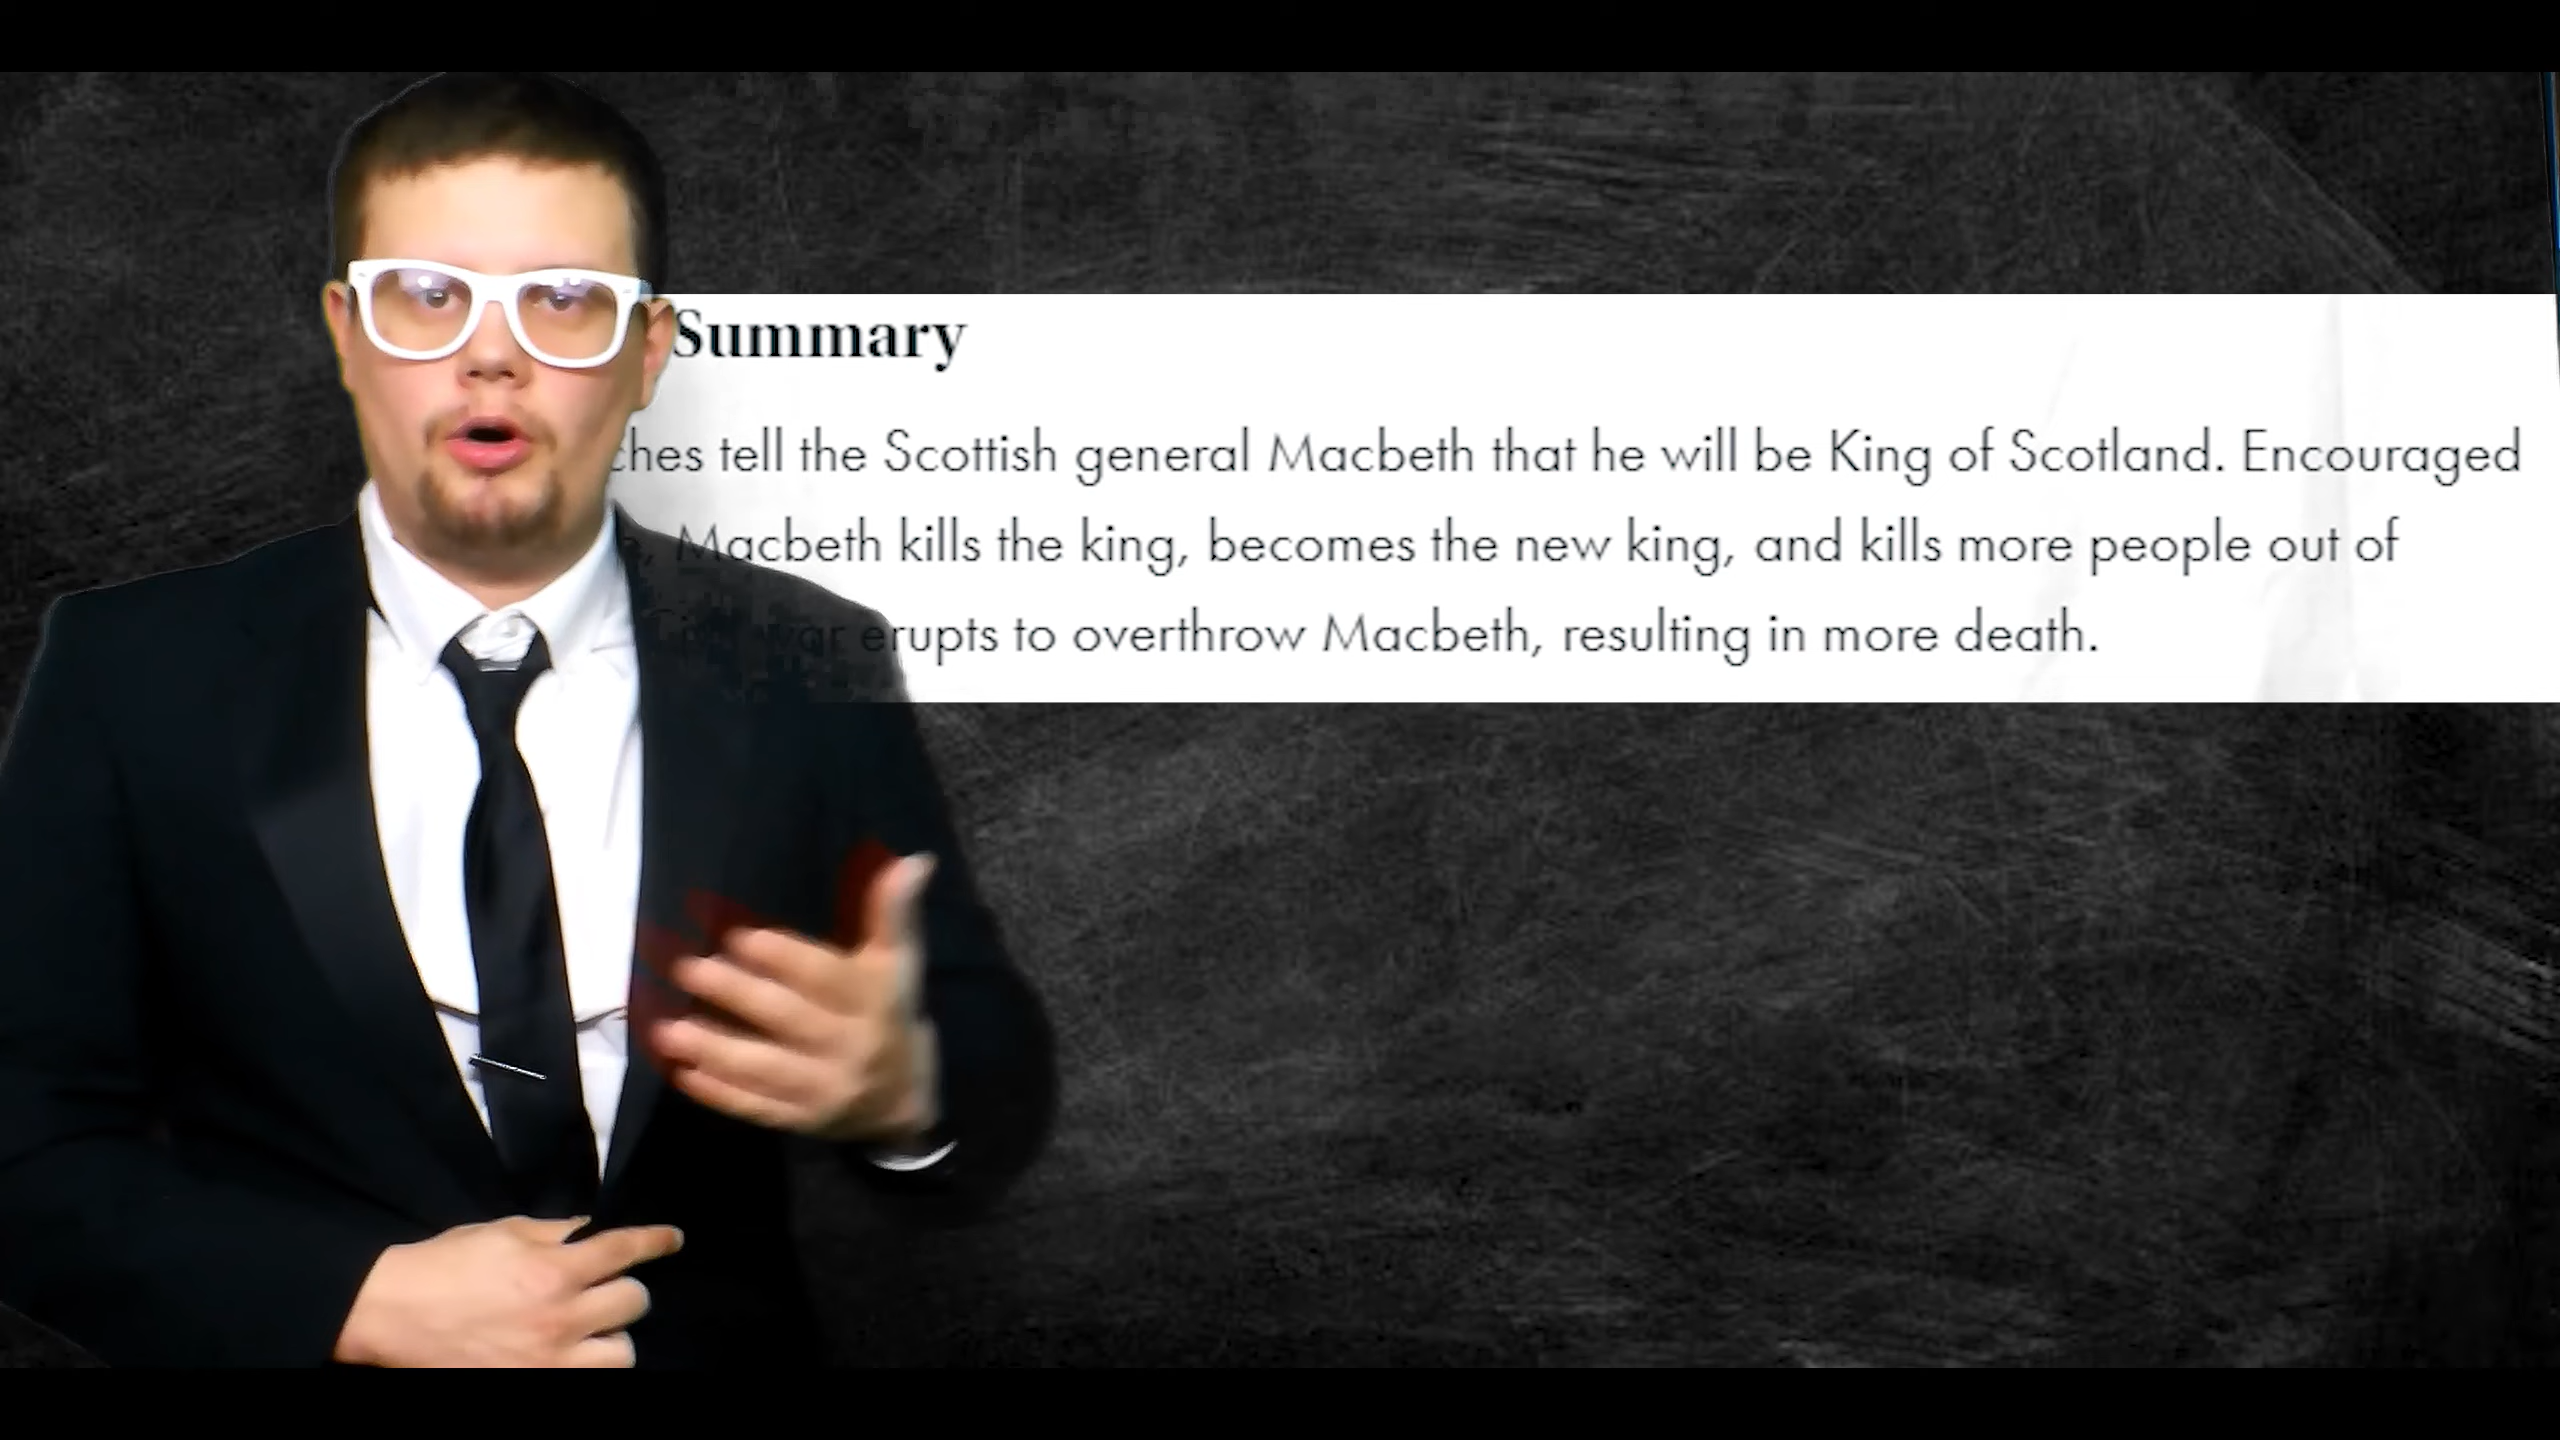 Summary
ches tell the Scottish general Macbeth that he will be King of Scotland. Encouraged
Macbeth kills the king, becomes the new king, and kills more people out of
war erupts to overthrow Macbeth, resulting in more death.